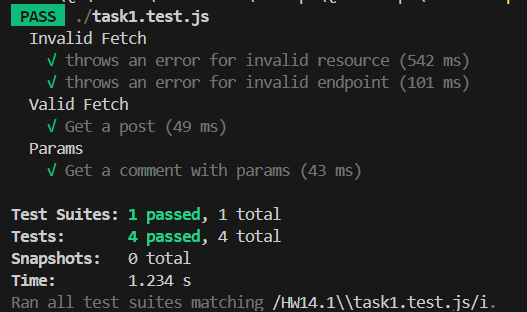 PASS ./task1.test.js
Invalid Fetch
√ throws an error for invalid resource (542 ms)
√ throws an error for invalid endpoint (101 ms)
Valid Fetch
√ Get a post (49 ms)
Params
√ Get a comment with params (43 ms)
Test Suites: 1 passed, 1 total
Tests: 4 passed, 4 total
Snapshots: 0 total
Time: 1.234 s
Ran all test suites matching /HW14.1\\task1.test.js/i.